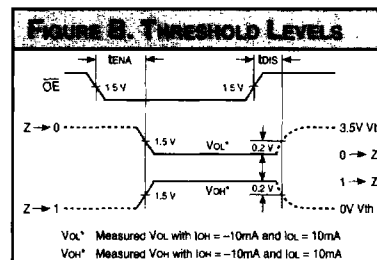 FIGURE B. THRESHOLD LEVELS
tENA
tDIS
OE
1.5 V
1.5 V
Z → 0
1.5 V
VOL*
0.2 V
3.5V Vth
0 → Z
1 → Z
Z → 1
1.5 V
VOH*
0.2 V
0V Vth
VOL* Measured VOL with IOH = –10mA and IOL = 10mA
VOH* Measured VOH with IOH = –10mA and IOL = 10mA